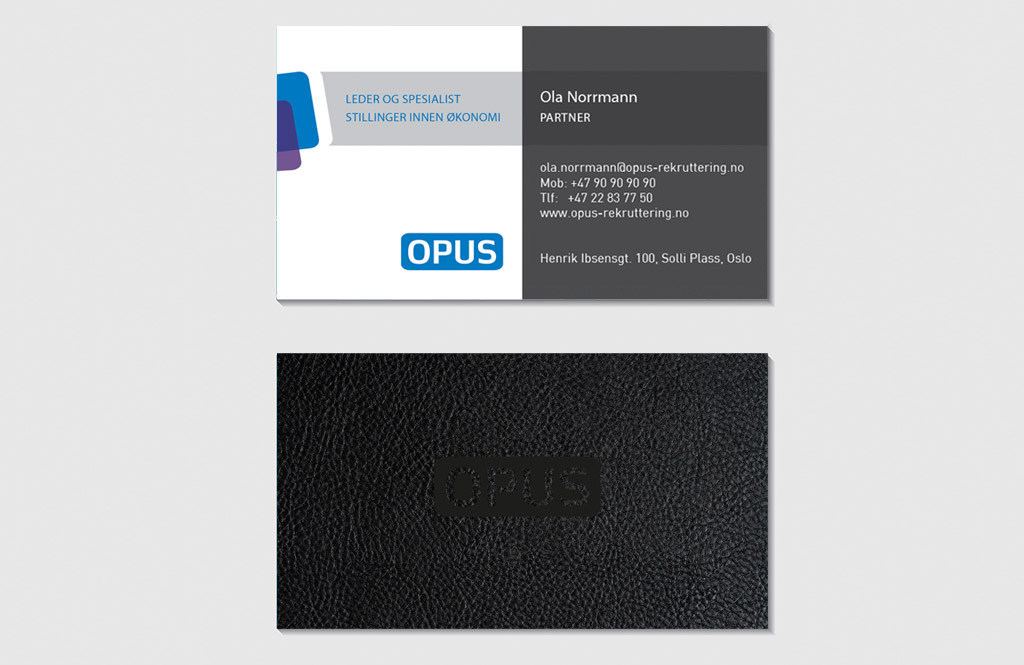 LEDER OG SPESIALIST
STILLINGER INNEN ØKONOMI
OPUS
Ola Norrmann
PARTNER
ola.norrmann@opus-rekruttering.no
Mob: +47 90 90 90 90
Tlf: +47 22 83 77 50
www.opus-rekruttering.no
Henrik Ibsensgt. 100, Solli Plass, Oslo
OPUS